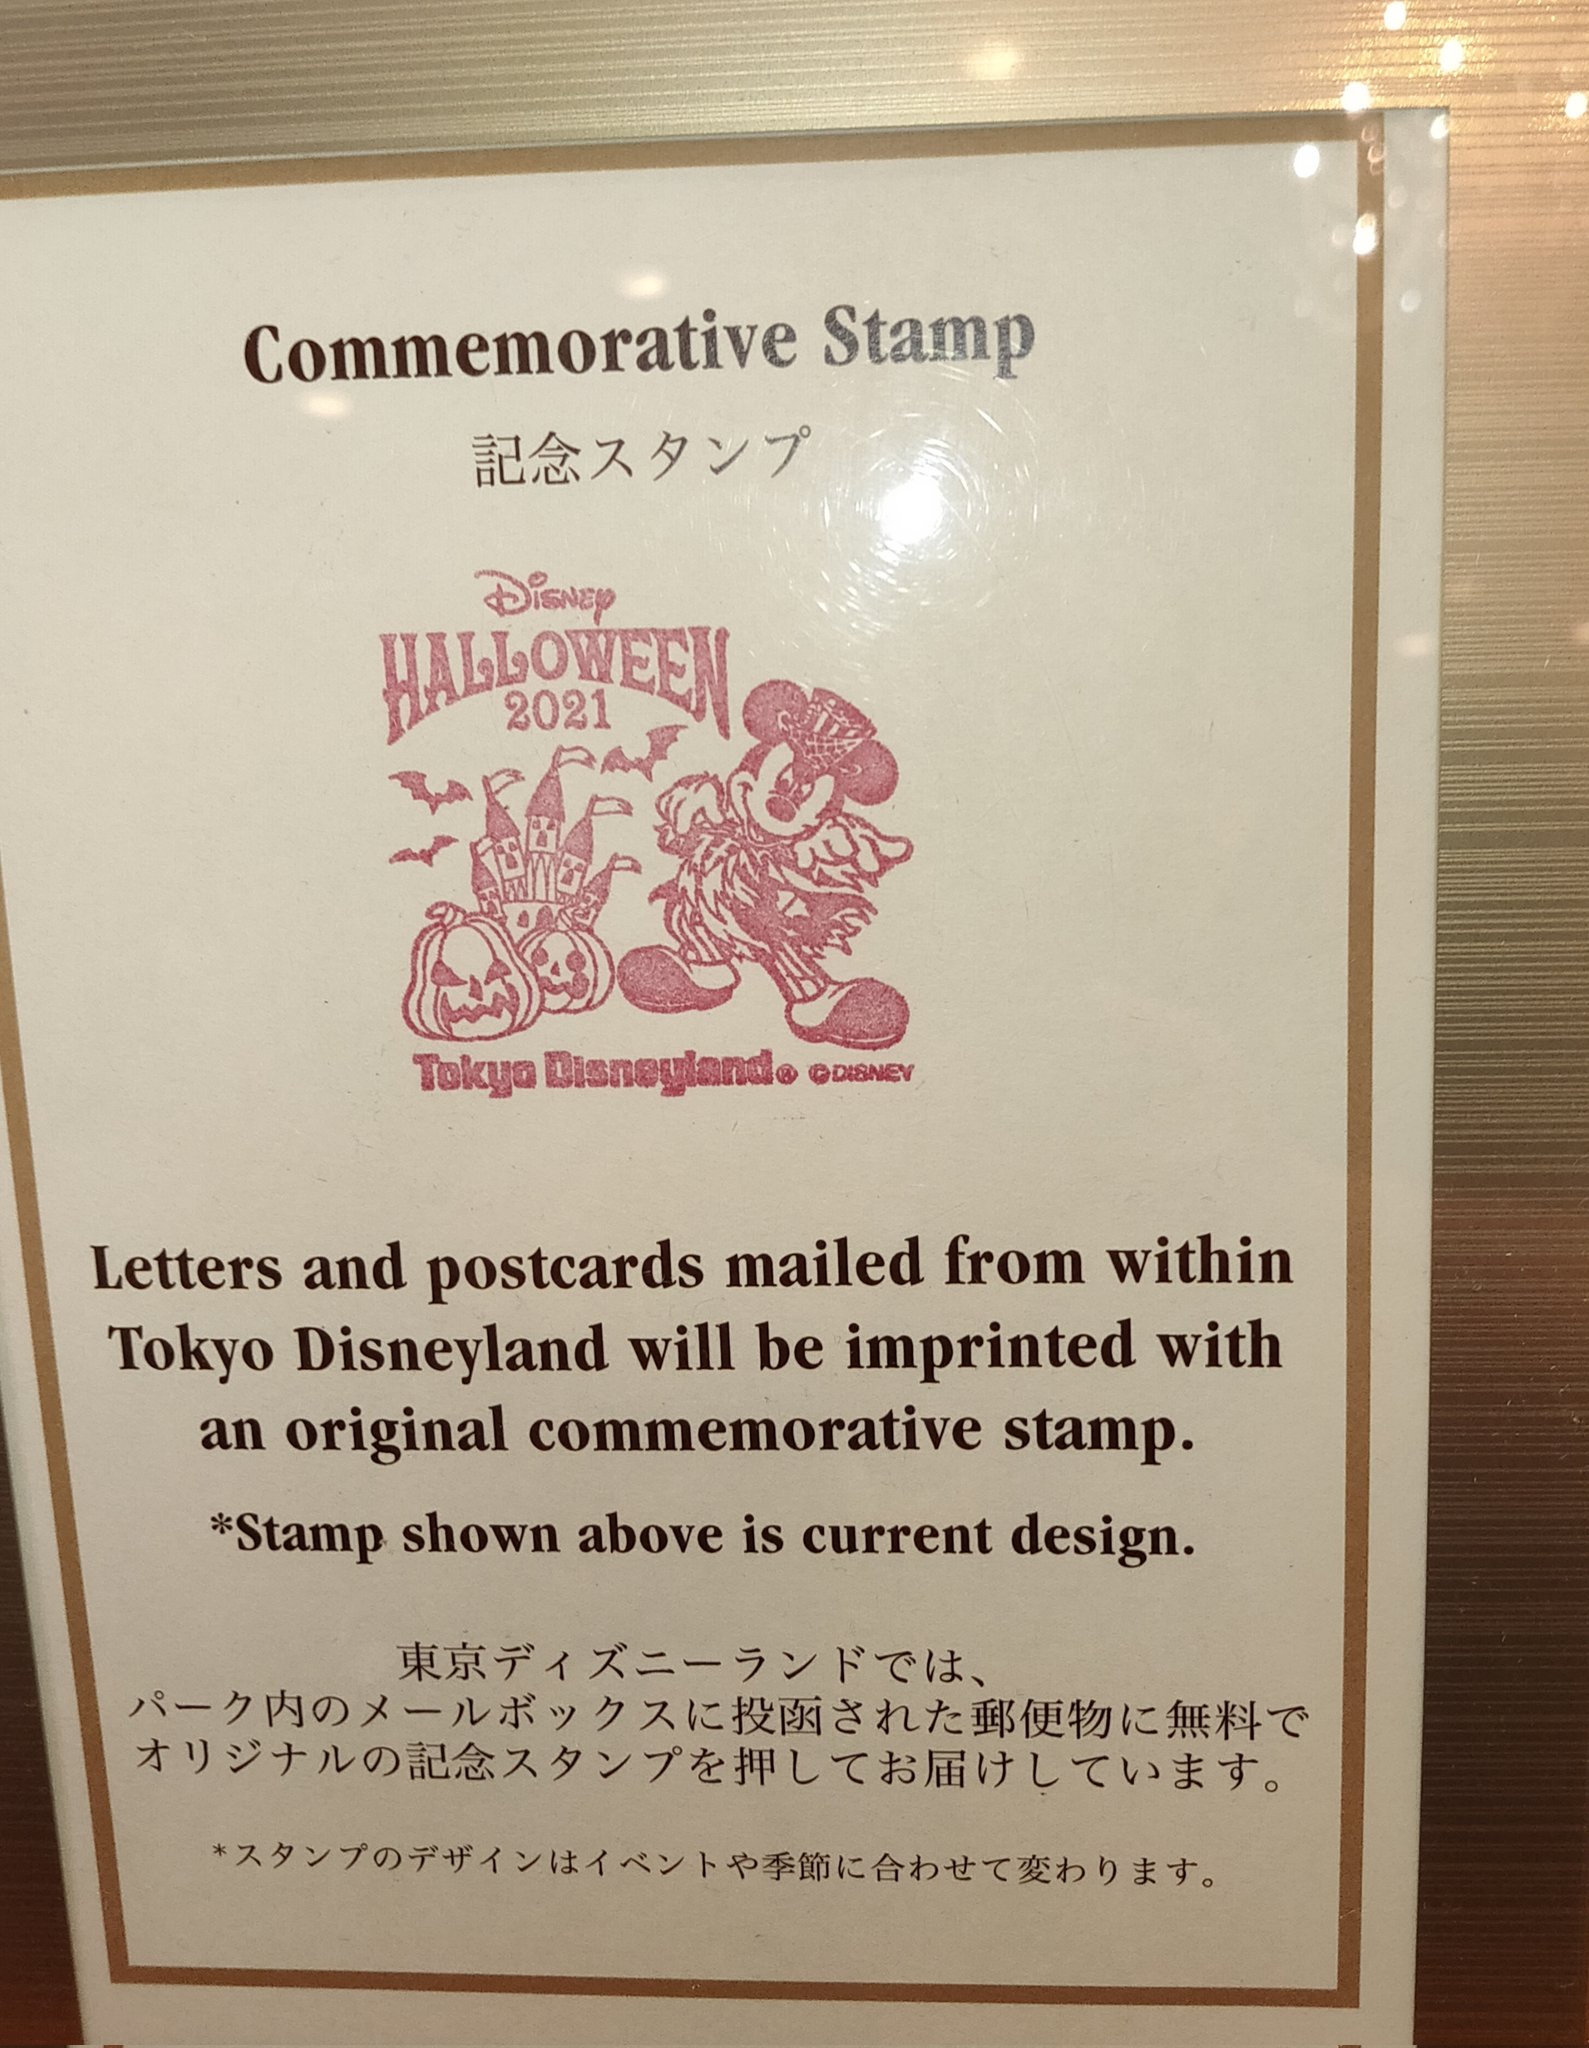 Commemorative Stamp
記念スタンプ
Disney
HALLOWEEN
2021
Tokyo Disneyland® ©DISNEY
Letters and postcards mailed from within
Tokyo Disneyland will be imprinted with
an original commemorative stamp.
*Stamp shown above is current design.
東京ディズニーランドでは、
パーク内のメールボックスに投函された郵便物に無料で
オリジナルの記念スタンプを押してお届けしています。
*スタンプのデザインはイベントや季節に合わせて変わります。